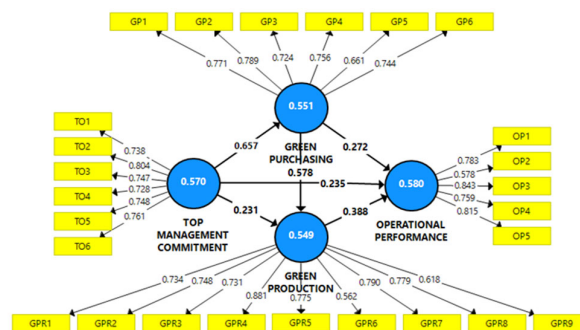 GP1 GP2 GP3 GP4 GP5 GP6
0.771 0.789 0.724 0.756 0.661 0.744
0.551
GREEN
PURCHASING
TO1
TO2
TO3
TO4
TO5
TO6
0.738
0.804
0.747
0.728
0.748
0.761
0.570
TOP
MANAGEMENT
COMMITMENT
0.657
0.272
0.578
0.235
0.231
0.388
0.580
OPERATIONAL
PERFORMANCE
0.783
0.578
0.843
0.759
0.815
OP1
OP2
OP3
OP4
OP5
0.549
GREEN
PRODUCTION
0.734 0.748 0.731 0.881 0.775 0.562 0.790 0.779 0.618
GPR1 GPR2 GPR3 GPR4 GPR5 GPR6 GPR7 GPR8 GPR9